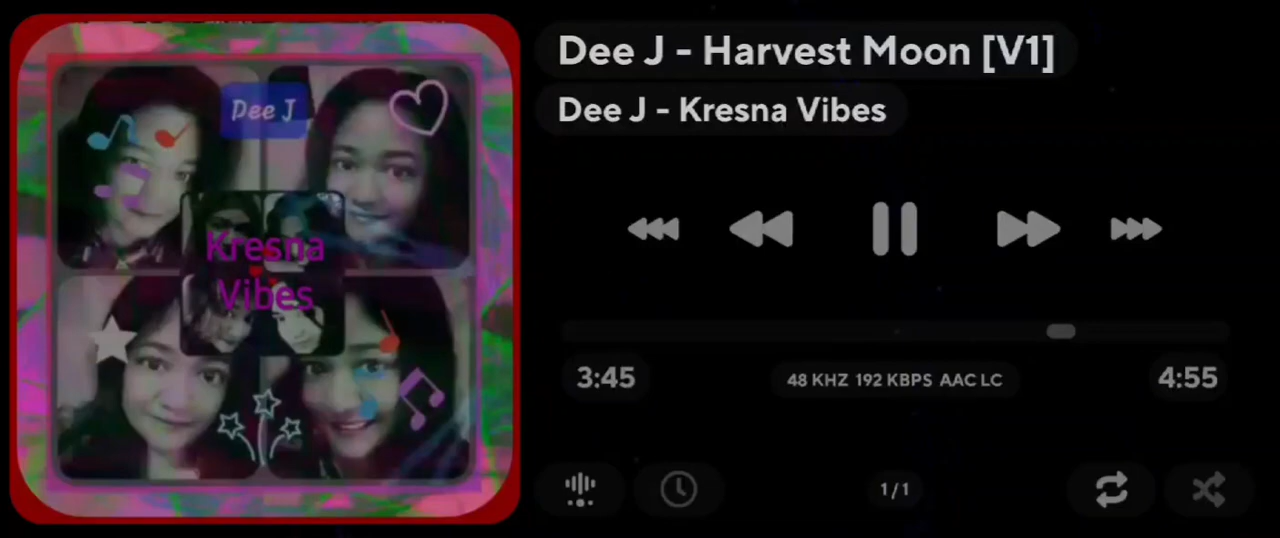 Dee J
Kresna
Vibes
Dee J - Harvest Moon [V1]
Dee J - Kresna Vibes
3:45
48 KHZ 192 KBPS AAC LC
4:55
1/1